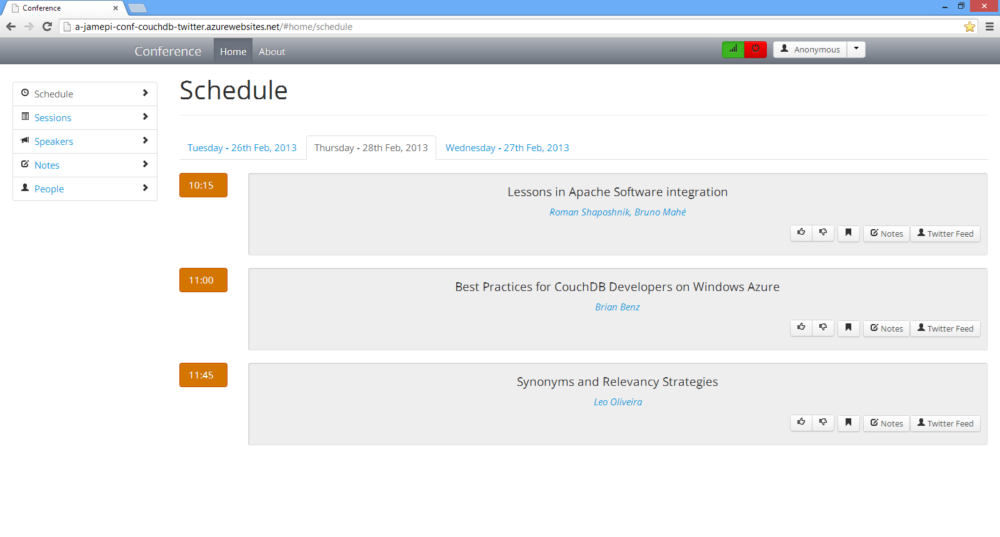 Conference
a-jamepi-conf-couchdb-twitter.azurewebsites.net/#home/schedule
Conference Home About Anonymous
Schedule
Sessions
Speakers
Notes
People
Schedule
Tuesday - 26th Feb, 2013 Thursday - 28th Feb, 2013 Wednesday - 27th Feb, 2013
10:15
Lessons in Apache Software integration
Roman Shaposhnik, Bruno Mahé
Notes Twitter Feed
11:00
Best Practices for CouchDB Developers on Windows Azure
Brian Benz
Notes Twitter Feed
11:45
Synonyms and Relevancy Strategies
Leo Oliveira
Notes Twitter Feed